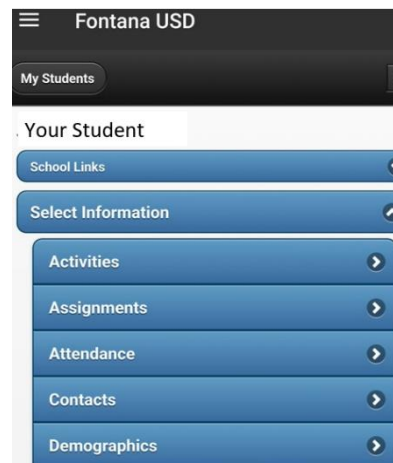 Fontana USD
My Students
Your Student
School Links
Select Information
Activities
Assignments
Attendance
Contacts
Demographics